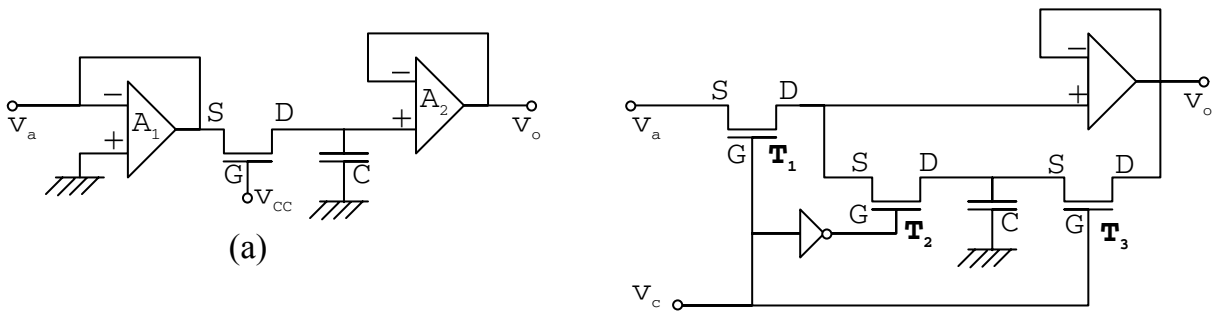 V_a
−
+
A_1
S
D
G
V_CC
C
−
+
A_2
V_o
(a)
V_a
S
D
G
T_1
−
+
V_o
S
D
G
T_2
C
S
D
G
T_3
V_c